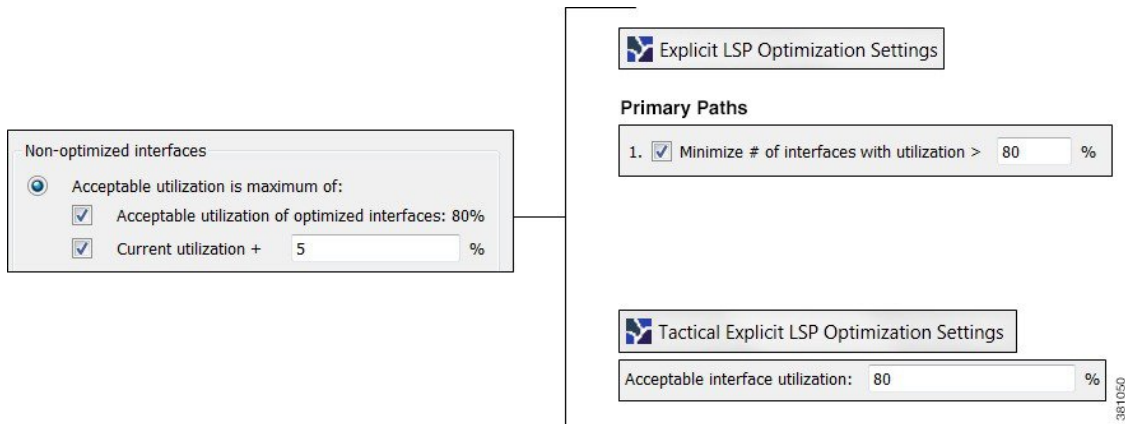 Non-optimized interfaces
Acceptable utilization is maximum of:
Acceptable utilization of optimized interfaces: 80%
Current utilization + 5 %
Explicit LSP Optimization Settings
Primary Paths
1. Minimize # of interfaces with utilization > 80 %
Tactical Explicit LSP Optimization Settings
Acceptable interface utilization: 80 %
381050